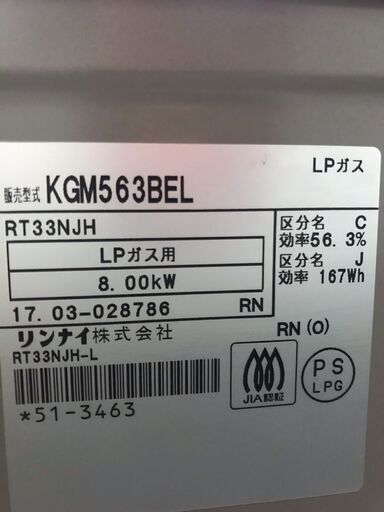 販売型式 KGM563BEL
LPガス
RT33NJH
LPガス用
8.00kW
17.03-028786 RN
区分名 C
効率56.3%
区分名 J
効率 167Wh
リンナイ株式会社
RN(O)
RT33NJH-L
*51-3463
JIA認証
PS
LPG